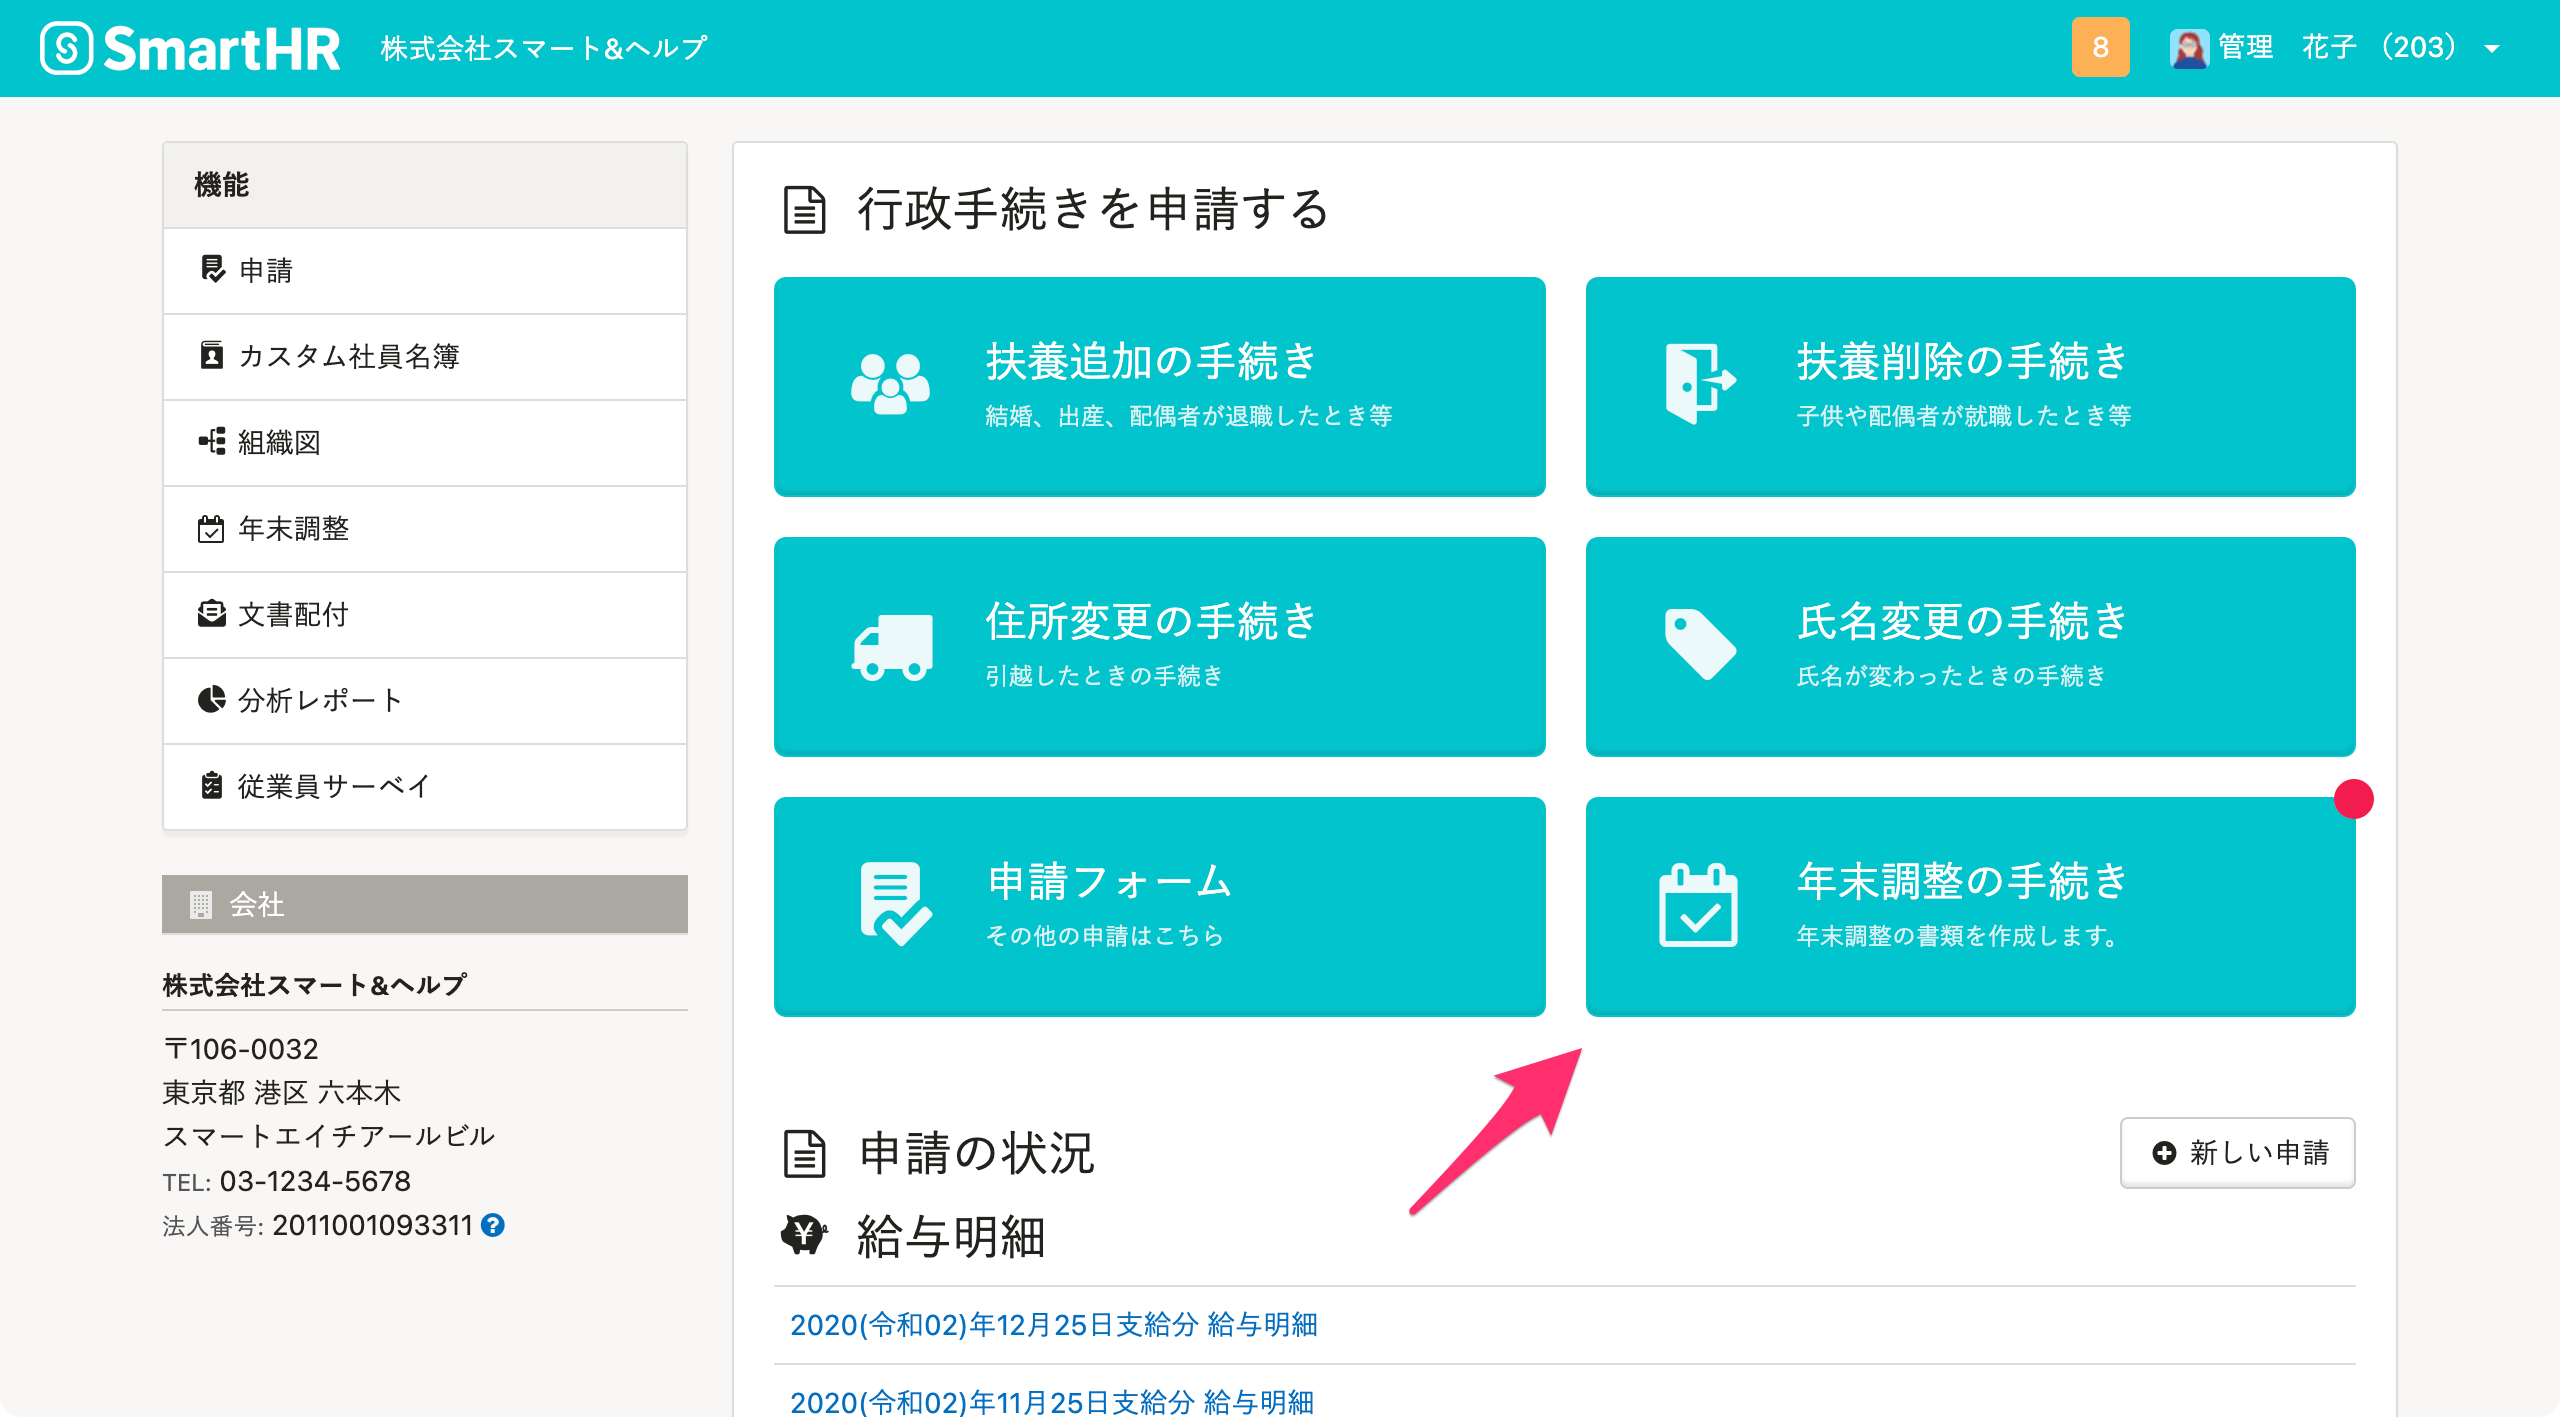 SmartHR 株式会社スマート&ヘルプ
8 管理 花子 (203)
機能
申請
カスタム社員名簿
組織図
年末調整
文書配付
分析レポート
従業員サーベイ
会社
株式会社スマート&ヘルプ
〒106-0032
東京都 港区 六本木
スマートエイチアールビル
TEL: 03-1234-5678
法人番号: 2011001093311
行政手続きを申請する
扶養追加の手続き
結婚、出産、配偶者が退職したとき等
扶養削除の手続き
子供や配偶者が就職したとき等
住所変更の手続き
引越したときの手続き
氏名変更の手続き
氏名が変わったときの手続き
申請フォーム
その他の申請はこちら
年末調整の手続き
年末調整の書類を作成します。
申請の状況
新しい申請
給与明細
2020(令和02)年12月25日支給分 給与明細
2020(令和02)年11月25日支給分 給与明細